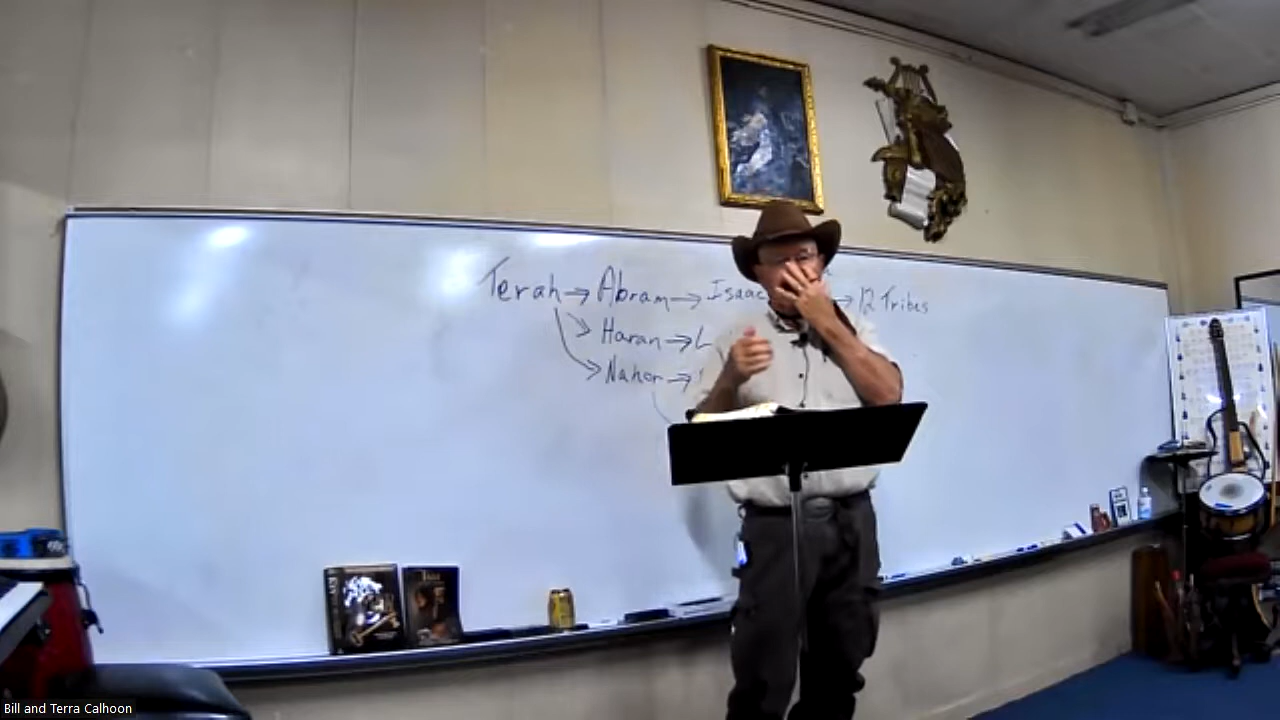 Terah → Abram → Isaac → 12 Tribes
Haran → L
Nahor →
Bill and Terra Calhoon